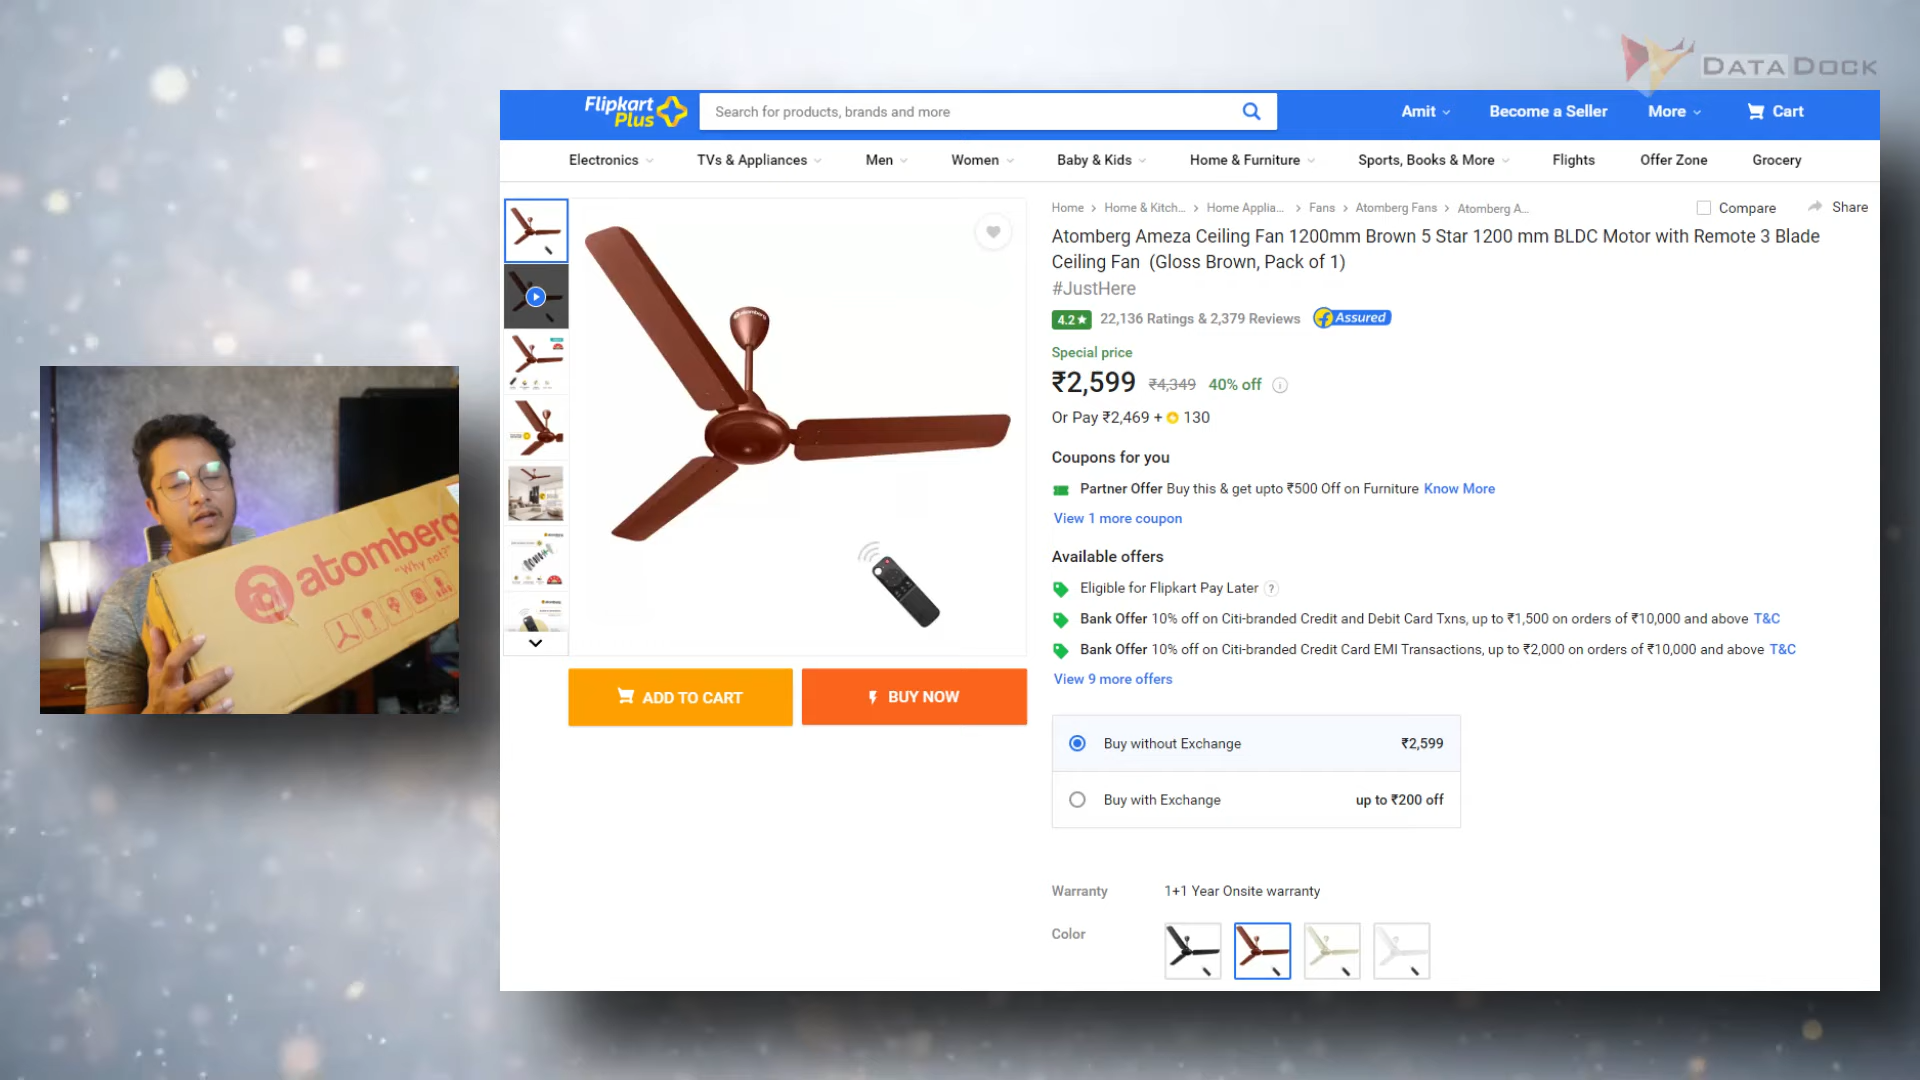 DATA DOCK
Flipkart
Plus
Search for products, brands and more
Amit
Become a Seller
More
Cart
Electronics
TVs & Appliances
Men
Women
Baby & Kids
Home & Furniture
Sports, Books & More
Flights
Offer Zone
Grocery
Home > Home & Kitch... > Home Applia... > Fans > Atomberg Fans > Atomberg A...
Compare
Share
Atomberg Ameza Ceiling Fan 1200mm Brown 5 Star 1200 mm BLDC Motor with Remote 3 Blade
Ceiling Fan (Gloss Brown, Pack of 1)
#JustHere
4.2★ 22,136 Ratings & 2,379 Reviews Assured
Special price
₹2,599 ₹4,349 40% off
Or Pay ₹2,469 + 130
Coupons for you
Partner Offer Buy this & get upto ₹500 Off on Furniture Know More
View 1 more coupon
Available offers
Eligible for Flipkart Pay Later ?
Bank Offer 10% off on Citi-branded Credit and Debit Card Txns, up to ₹1,500 on orders of ₹10,000 and above T&C
Bank Offer 10% off on Citi-branded Credit Card EMI Transactions, up to ₹2,000 on orders of ₹10,000 and above T&C
View 9 more offers
ADD TO CART
BUY NOW
Buy without Exchange ₹2,599
Buy with Exchange up to ₹200 off
Warranty 1+1 Year Onsite warranty
Color
atomberg
"Why not?"
atomberg